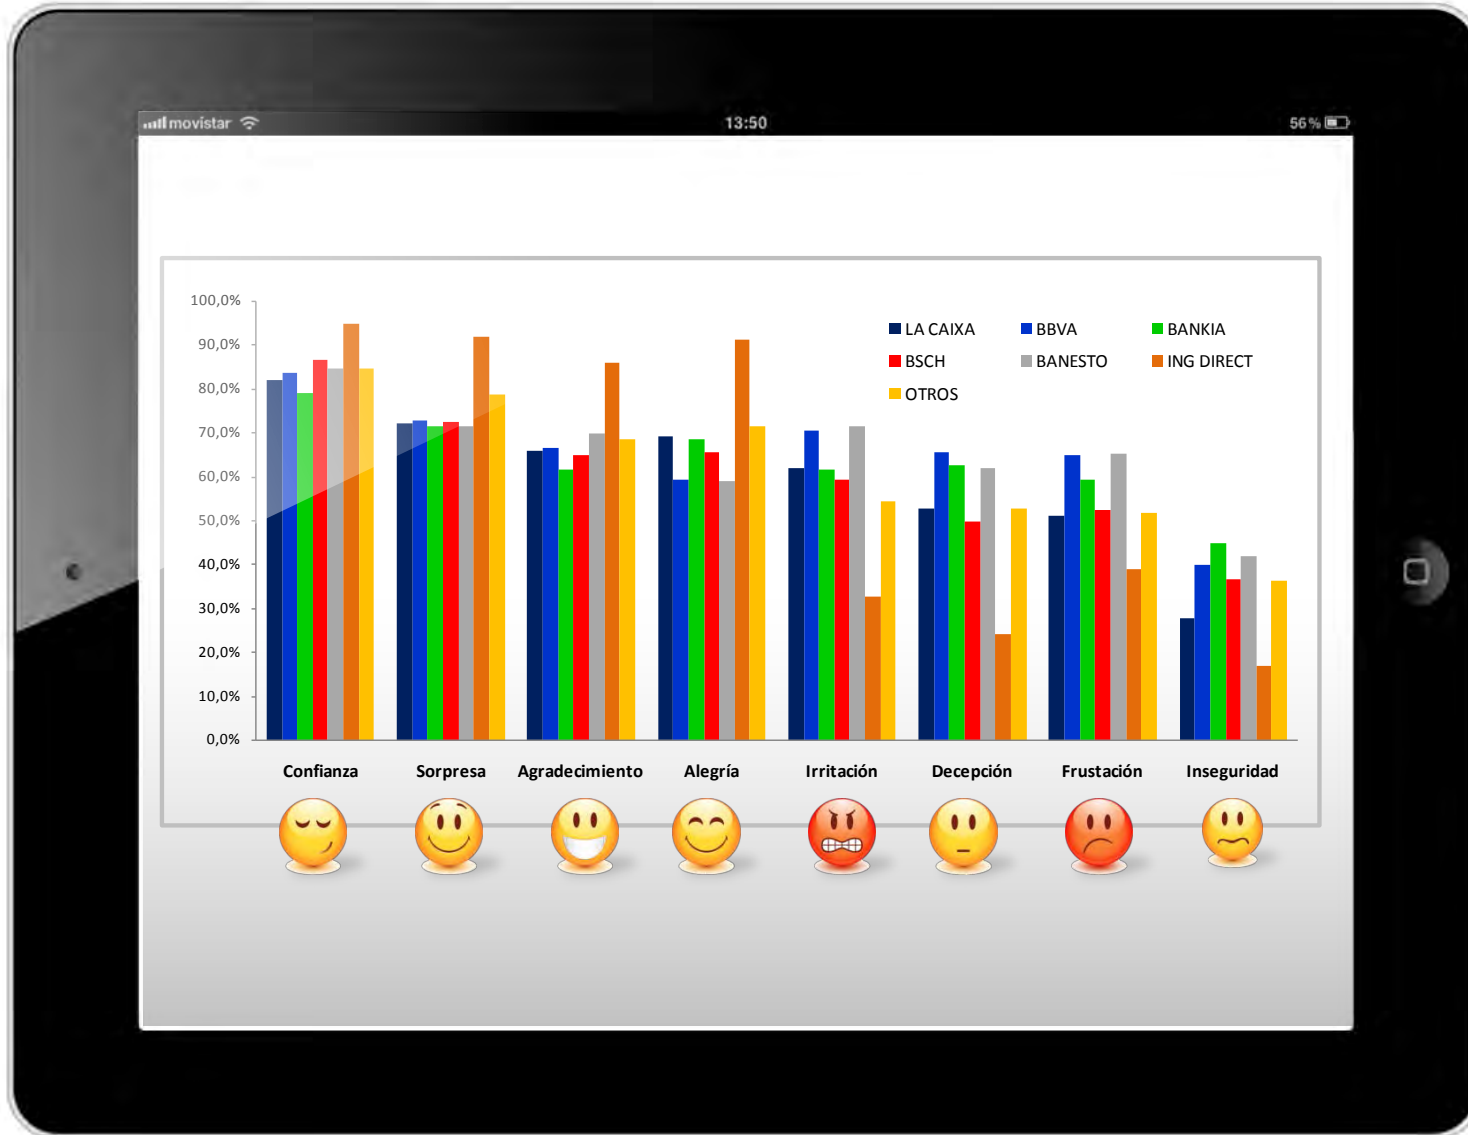 movistar 13:50 56%
100,0%
90,0%
80,0%
70,0%
60,0%
50,0%
40,0%
30,0%
20,0%
10,0%
0,0%
LA CAIXA BBVA BANKIA
BSCH BANESTO ING DIRECT
OTROS
Confianza Sorpresa Agradecimiento Alegría Irritación Decepción Frustación Inseguridad